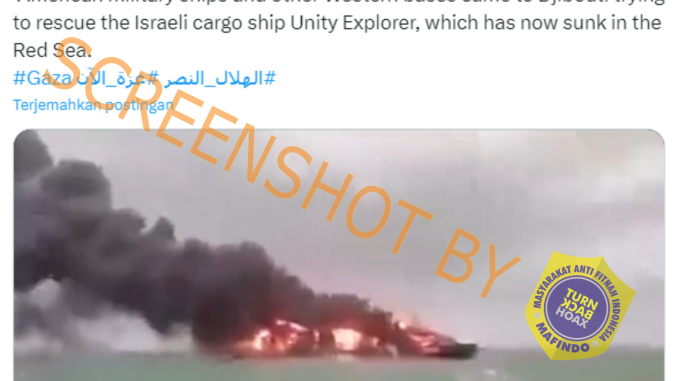 American military ships and other Western bases came to Djibouti trying
to rescue the Israeli cargo ship Unity Explorer, which has now sunk in the
Red Sea.
#Gaza #الهلال_النصر #غزة_الآن
Terjemahkan postingan
SCREENSHOT BY
MASYARAKAT ANTI FITNAH INDONESIA
TURN
BACK
HOAX
MAFINDO